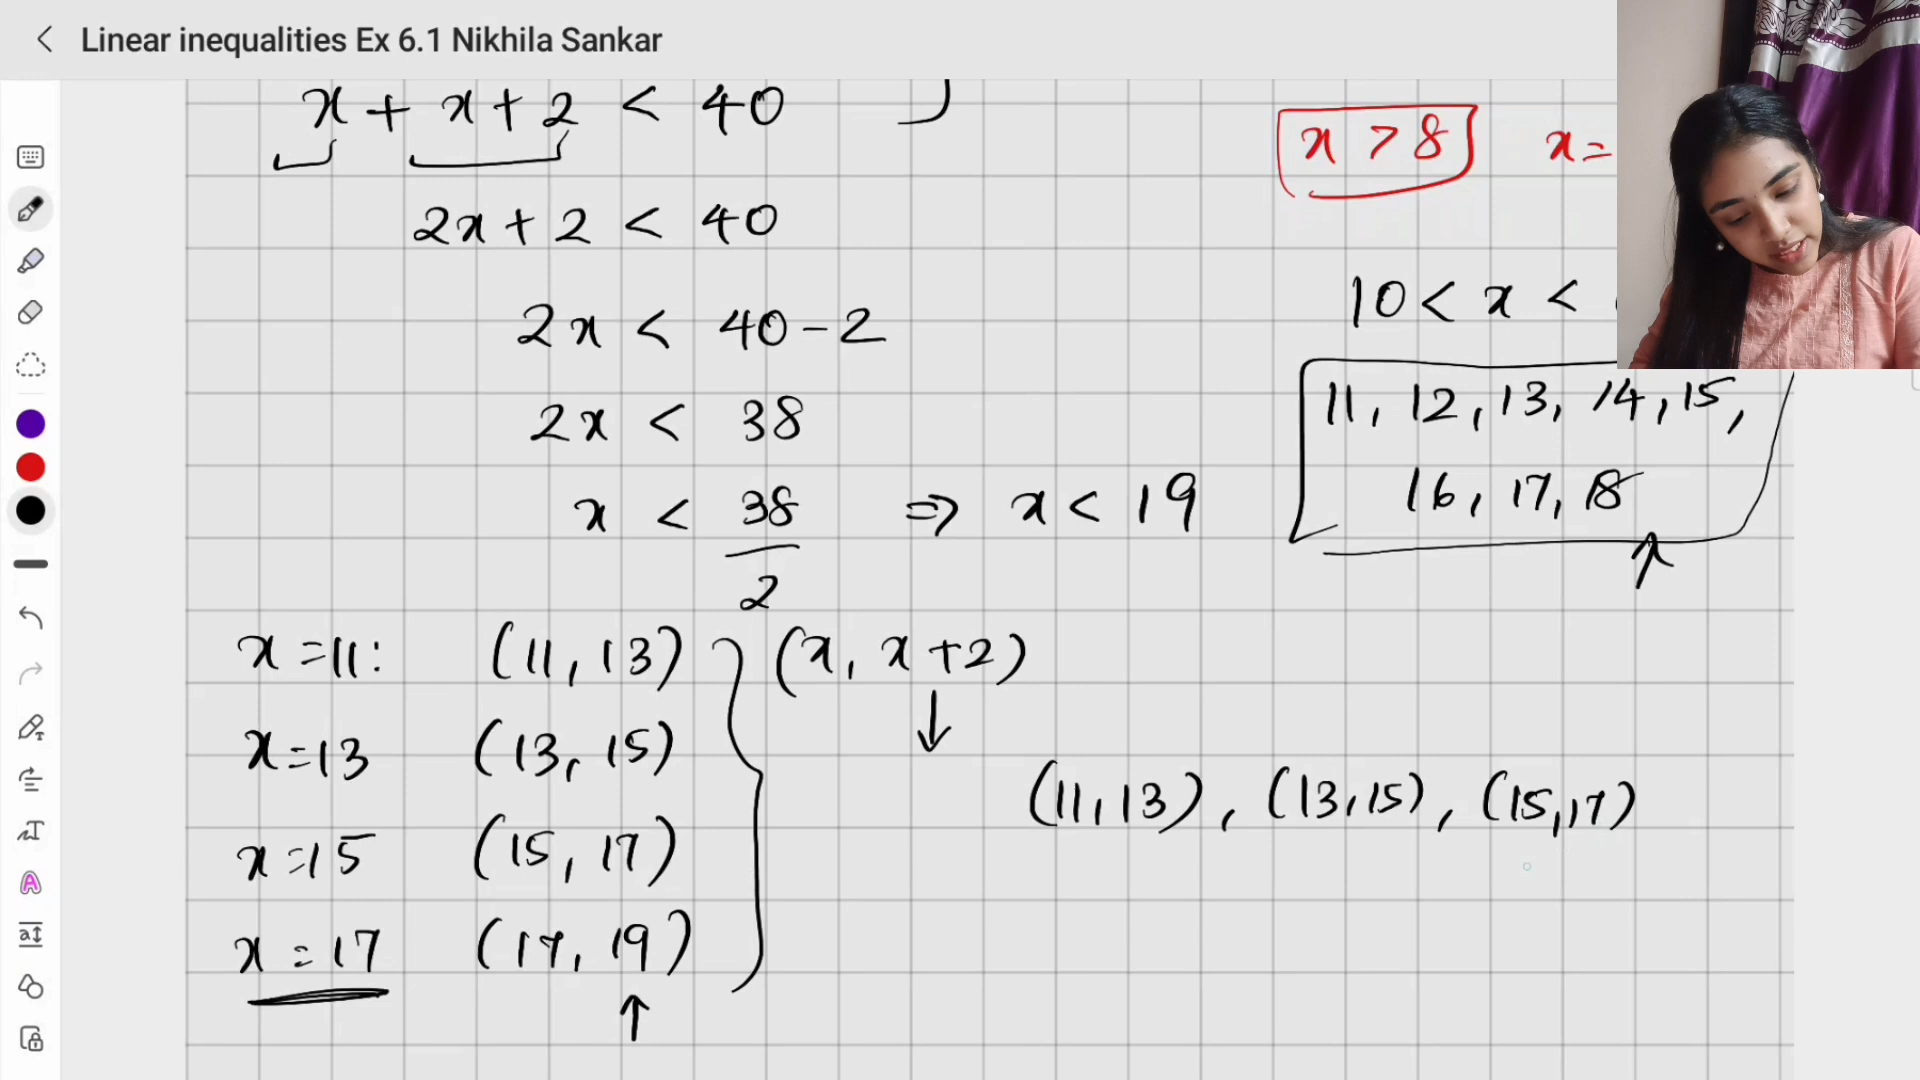 Linear inequalities Ex 6.1 Nikhila Sankar
x + x + 2 < 40
2x + 2 < 40
2x < 40 - 2
2x < 38
x < 38/2 ⇒ x < 19
x > 8 x =
10 < x <
11, 12, 13, 14, 15,
16, 17, 18
x = 11: (11, 13) (x, x + 2)
x = 13 (13, 15)
x = 15 (15, 17)
x = 17 (17, 19)
(11, 13), (13, 15), (15, 17)